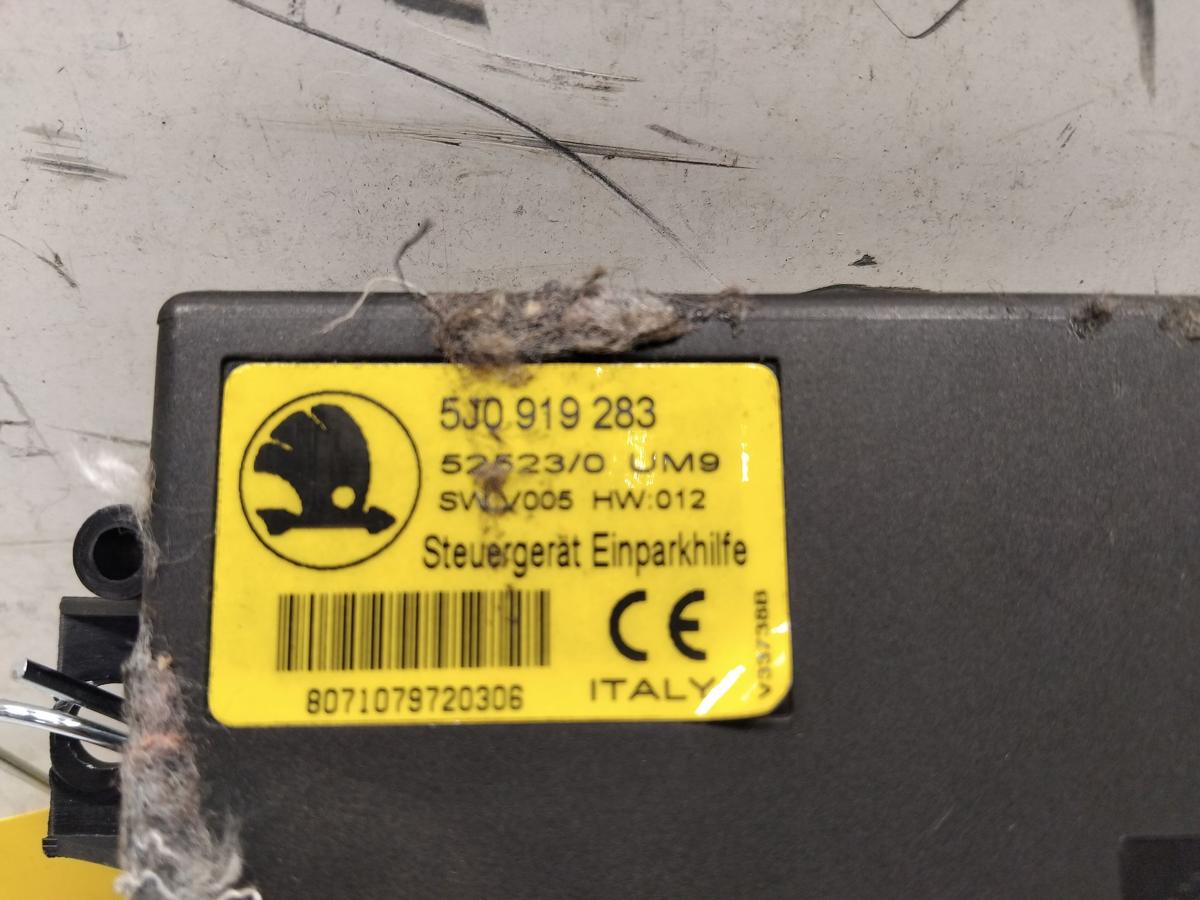 5J0 919 283
52523/0 UM9
SW:V005 HW:012
Steuergerät Einparkhilfe
CE
8071079720306
ITALY